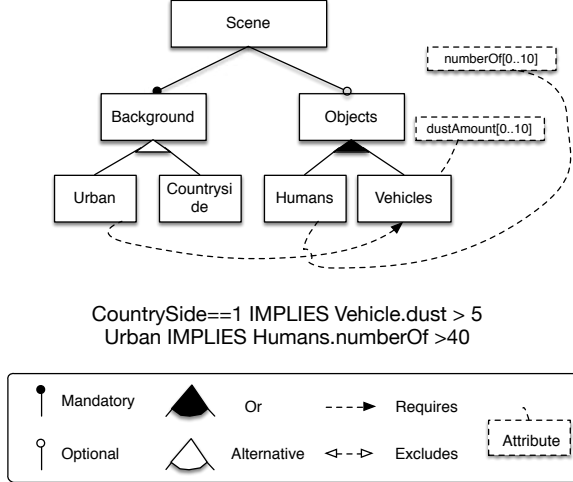 Scene
numberOf[0..10]
Background
Objects
dustAmount[0..10]
Urban
Countrysi
de
Humans
Vehicles
CountrySide==1 IMPLIES Vehicle.dust > 5
Urban IMPLIES Humans.numberOf >40
Mandatory
Or
Requires
Optional
Alternative
Excludes
Attribute